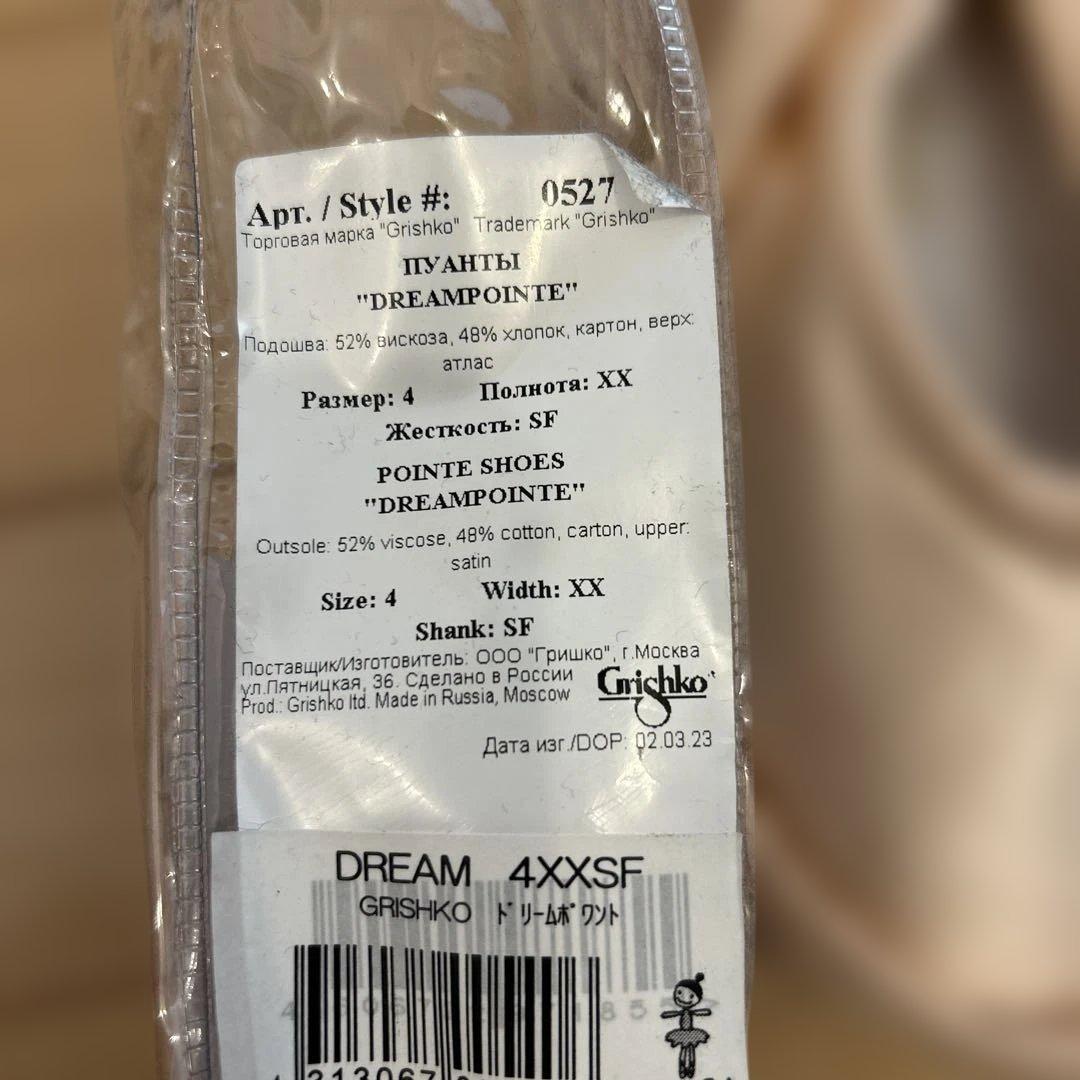 Арт. / Style #: 0527
Торговая марка "Grishko" Trademark "Grishko"
ПУАНТЫ
"DREAMPOINTE"
Подошва: 52% вискоза, 48% хлопок, картон, верх:
атлас
Размер: 4 Полнота: XX
Жесткость: SF
POINTE SHOES
"DREAMPOINTE"
Outsole: 52% viscose, 48% cotton, carton, upper:
satin
Size: 4 Width: XX
Shank: SF
Поставщик/Изготовитель: ООО "Гришко", г.Москва
ул.Пятницкая, 36. Сделано в России
Prod.: Grishko ltd. Made in Russia, Moscow
Grishko
Дата изг./DOP: 02.03.23
DREAM 4XXSF
GRISHKO ﾄﾞﾘｰﾑﾎﾟﾜﾝﾄ